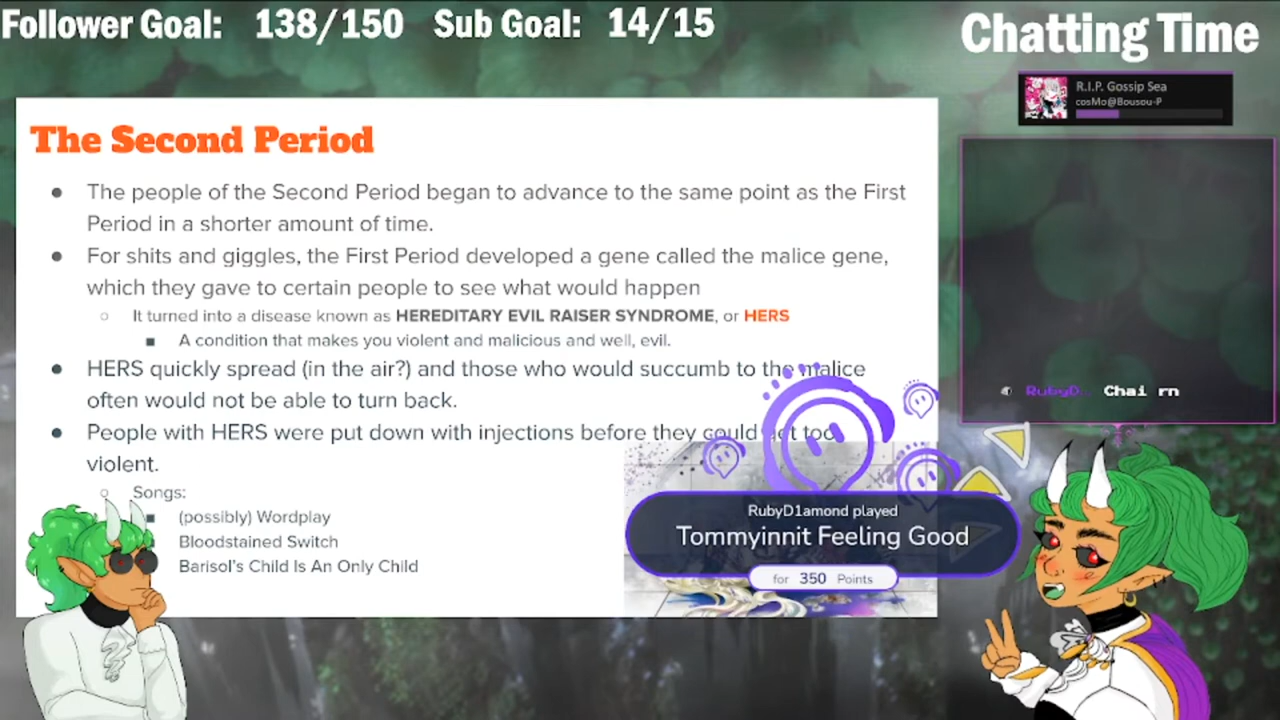 Follower Goal: 138/150 Sub Goal: 14/15
Chatting Time
R.I.P. Gossip Sea
cosMo@Bousou-P
The Second Period
The people of the Second Period began to advance to the same point as the First
Period in a shorter amount of time.
For shits and giggles, the First Period developed a gene called the malice gene,
which they gave to certain people to see what would happen
It turned into a disease known as HEREDITARY EVIL RAISER SYNDROME, or HERS
A condition that makes you violent and malicious and well, evil.
HERS quickly spread (in the air?) and those who would succumb to the malice
often would not be able to turn back.
People with HERS were put down with injections before they could get too
violent.
Songs:
(possibly) Wordplay
Bloodstained Switch
Barisol's Child Is An Only Child
RubyD... Chai rn
RubyD1amond played
Tommyinnit Feeling Good
for 350 Points